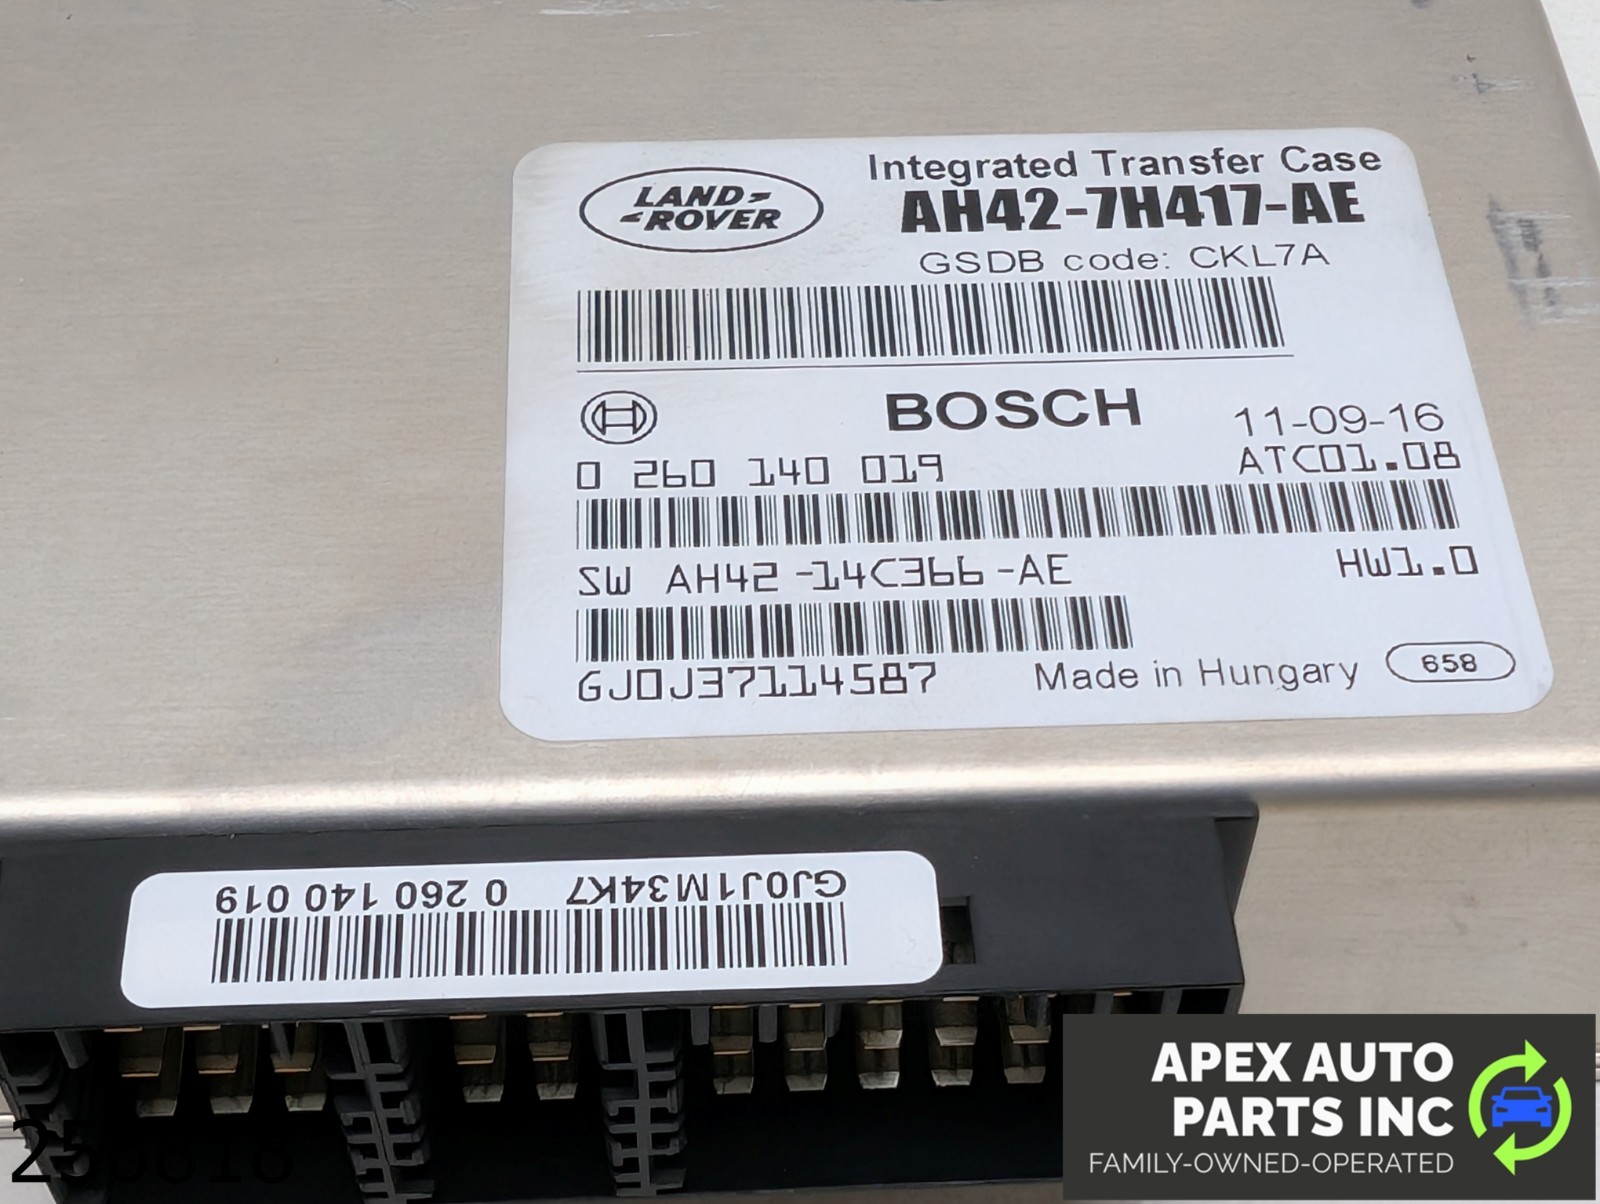 Integrated Transfer Case
LAND
ROVER
AH42-7H417-AE
GSDB code: CKL7A
BOSCH
11-09-16
0 260 140 019
ATC01.08
SW AH42-14C366-AE
HW1.0
GJ0J37114587
Made in Hungary
658
GJ0J1M34K7 0 260 140 019
APEX AUTO
PARTS INC
FAMILY-OWNED-OPERATED